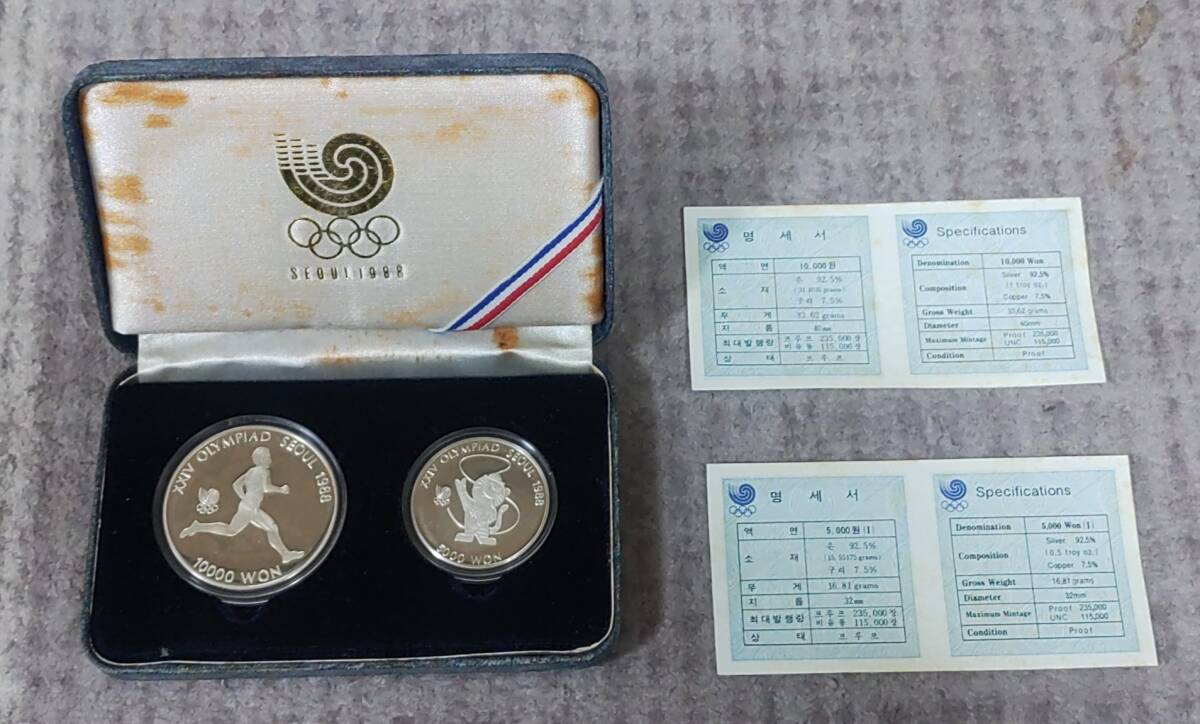 SEOUL 1988
XXIV OLYMPIAD SEOUL 1988
10000 WON
XXIV OLYMPIAD SEOUL 1988
5000 WON
명 세 서
액 면 10,000원
소 재 은 92.5%
구리 7.5%
무 게 33.62 grams
지 름 40mm
최대발행량 프루프 235,000장
미유통 115,000장
상 태 프루프
Specifications
Denomination 10,000 Won
Composition Silver 92.5%
(1 troy oz.)
Copper 7.5%
Gross Weight 33.62 grams
Diameter 40mm
Maximum Mintage Proof 235,000
UNC 115,000
Condition Proof
명 세 서
액 면 5,000원(I)
소 재 은 92.5%
(15.55175 grams)
구리 7.5%
무 게 16.81 grams
지 름 32mm
최대발행량 프루프 235,000장
미유통 115,000장
상 태 프루프
Specifications
Denomination 5,000 Won(I)
Composition Silver 92.5%
(0.5 troy oz.)
Copper 7.5%
Gross Weight 16.81 grams
Diameter 32mm
Maximum Mintage Proof 235,000
UNC 115,000
Condition Proof